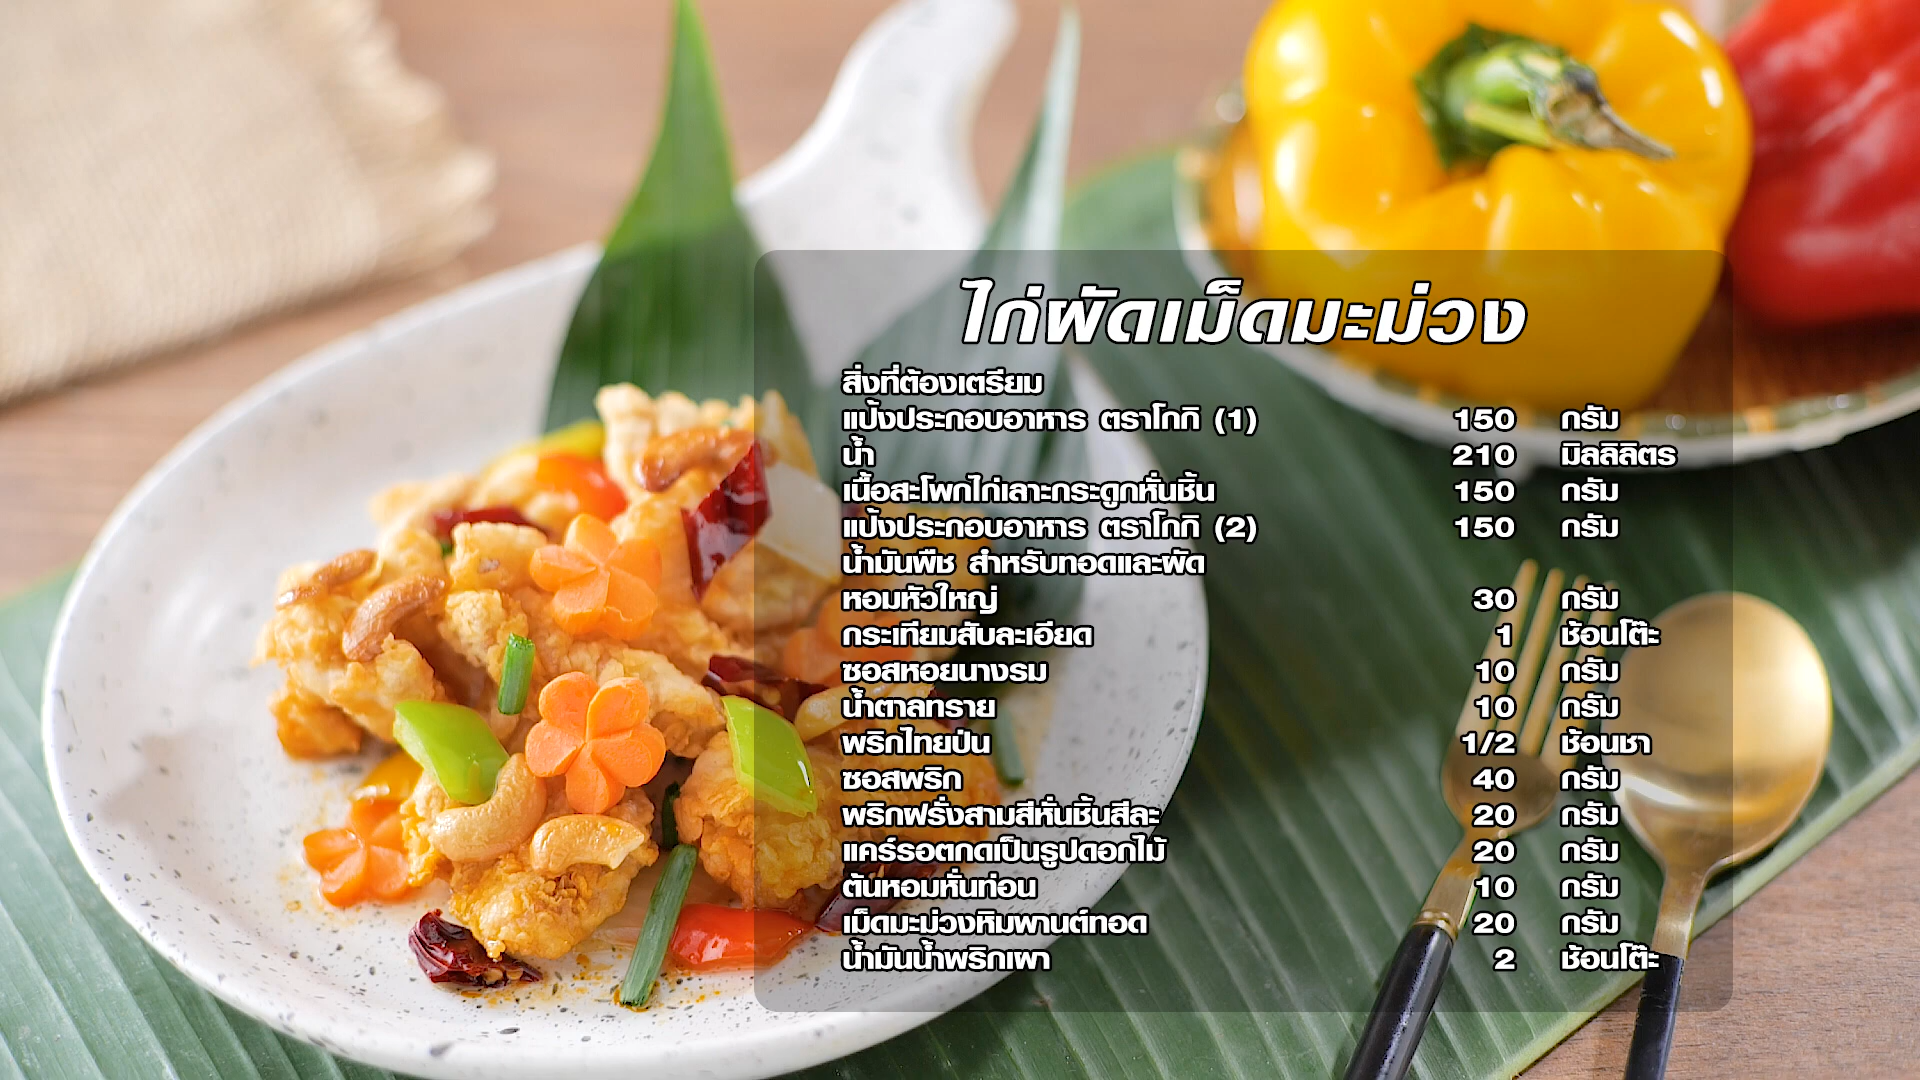 ไก่ผัดเม็ดมะม่วง
สิ่งที่ต้องเตรียม
แป้งประกอบอาหาร ตราโกกิ (1) 150 กรัม
น้ำ 210 มิลลิลิตร
เนื้อสะโพกไก่เลาะกระดูกหั่นชิ้น 150 กรัม
แป้งประกอบอาหาร ตราโกกิ (2) 150 กรัม
น้ำมันพืช สำหรับทอดและผัด
หอมหัวใหญ่ 30 กรัม
กระเทียมสับละเอียด 1 ช้อนโต๊ะ
ซอสหอยนางรม 10 กรัม
น้ำตาลทราย 10 กรัม
พริกไทยป่น 1/2 ช้อนชา
ซอสพริก 40 กรัม
พริกฝรั่งสามสีหั่นชิ้นสีละ 20 กรัม
แคร์รอตกดเป็นรูปดอกไม้ 20 กรัม
ต้นหอมหั่นท่อน 10 กรัม
เม็ดมะม่วงหิมพานต์ทอด 20 กรัม
น้ำมันน้ำพริกเผา 2 ช้อนโต๊ะ